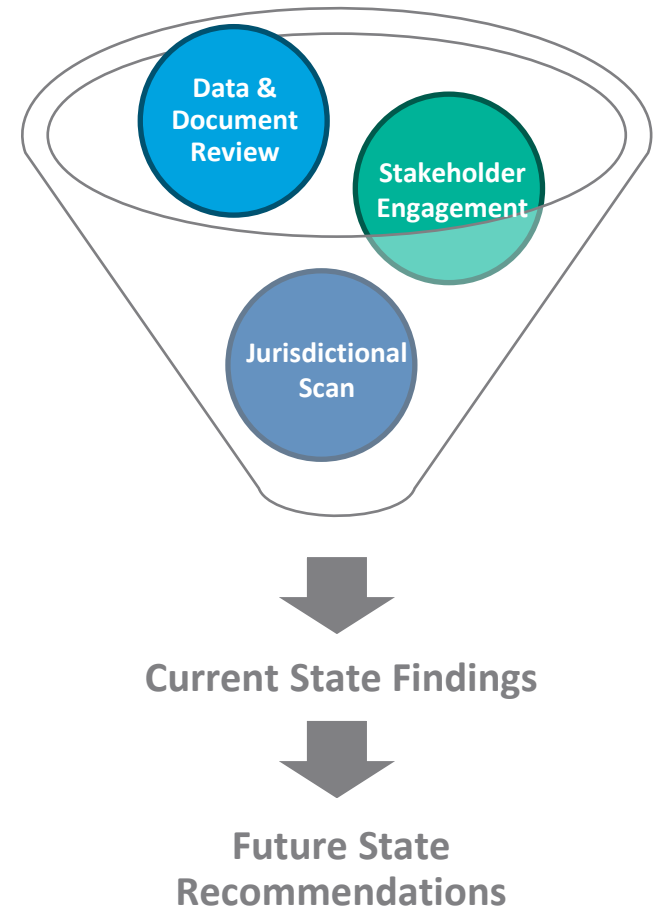 Data &
Document
Review
Stakeholder
Engagement
Jurisdictional
Scan
Current State Findings
Future State
Recommendations